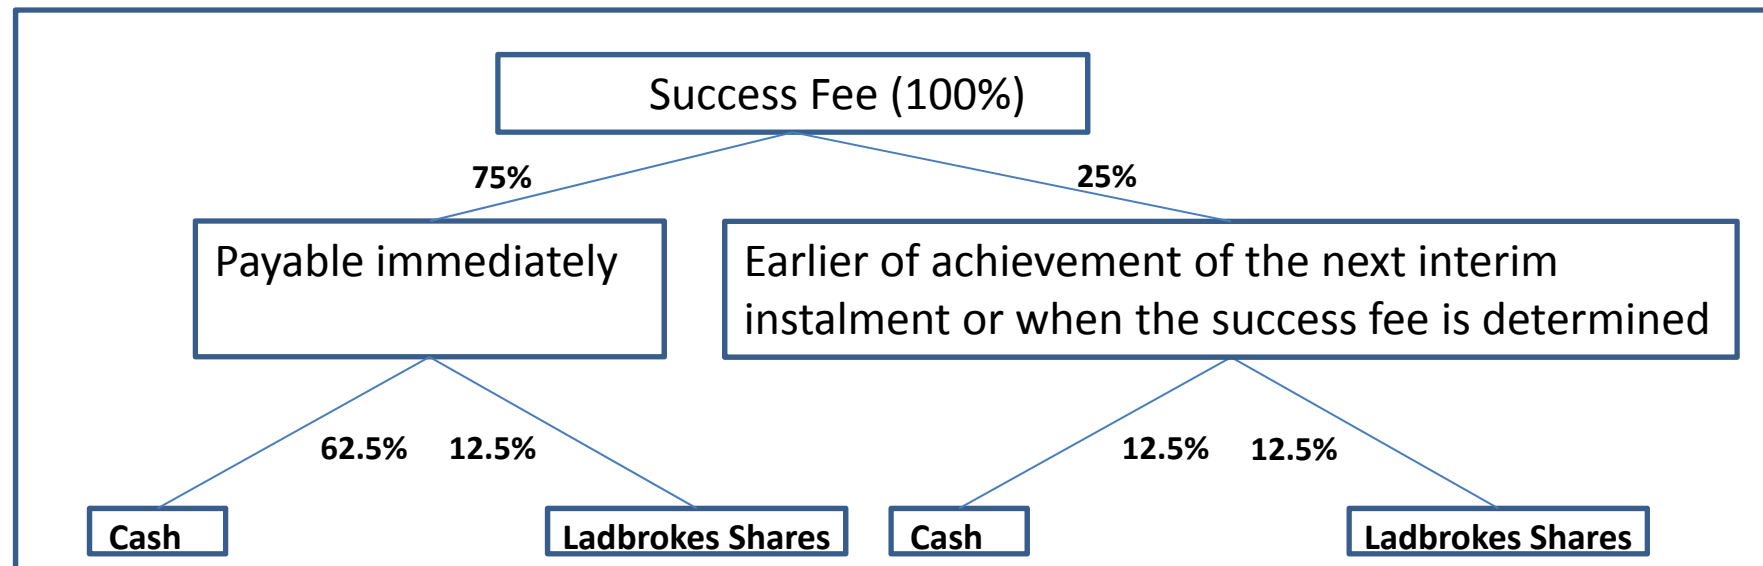 Success Fee (100%)
75%
25%
Payable immediately
Earlier of achievement of the next interim
instalment or when the success fee is determined
62.5%
12.5%
12.5%
12.5%
Cash
Ladbrokes Shares
Cash
Ladbrokes Shares